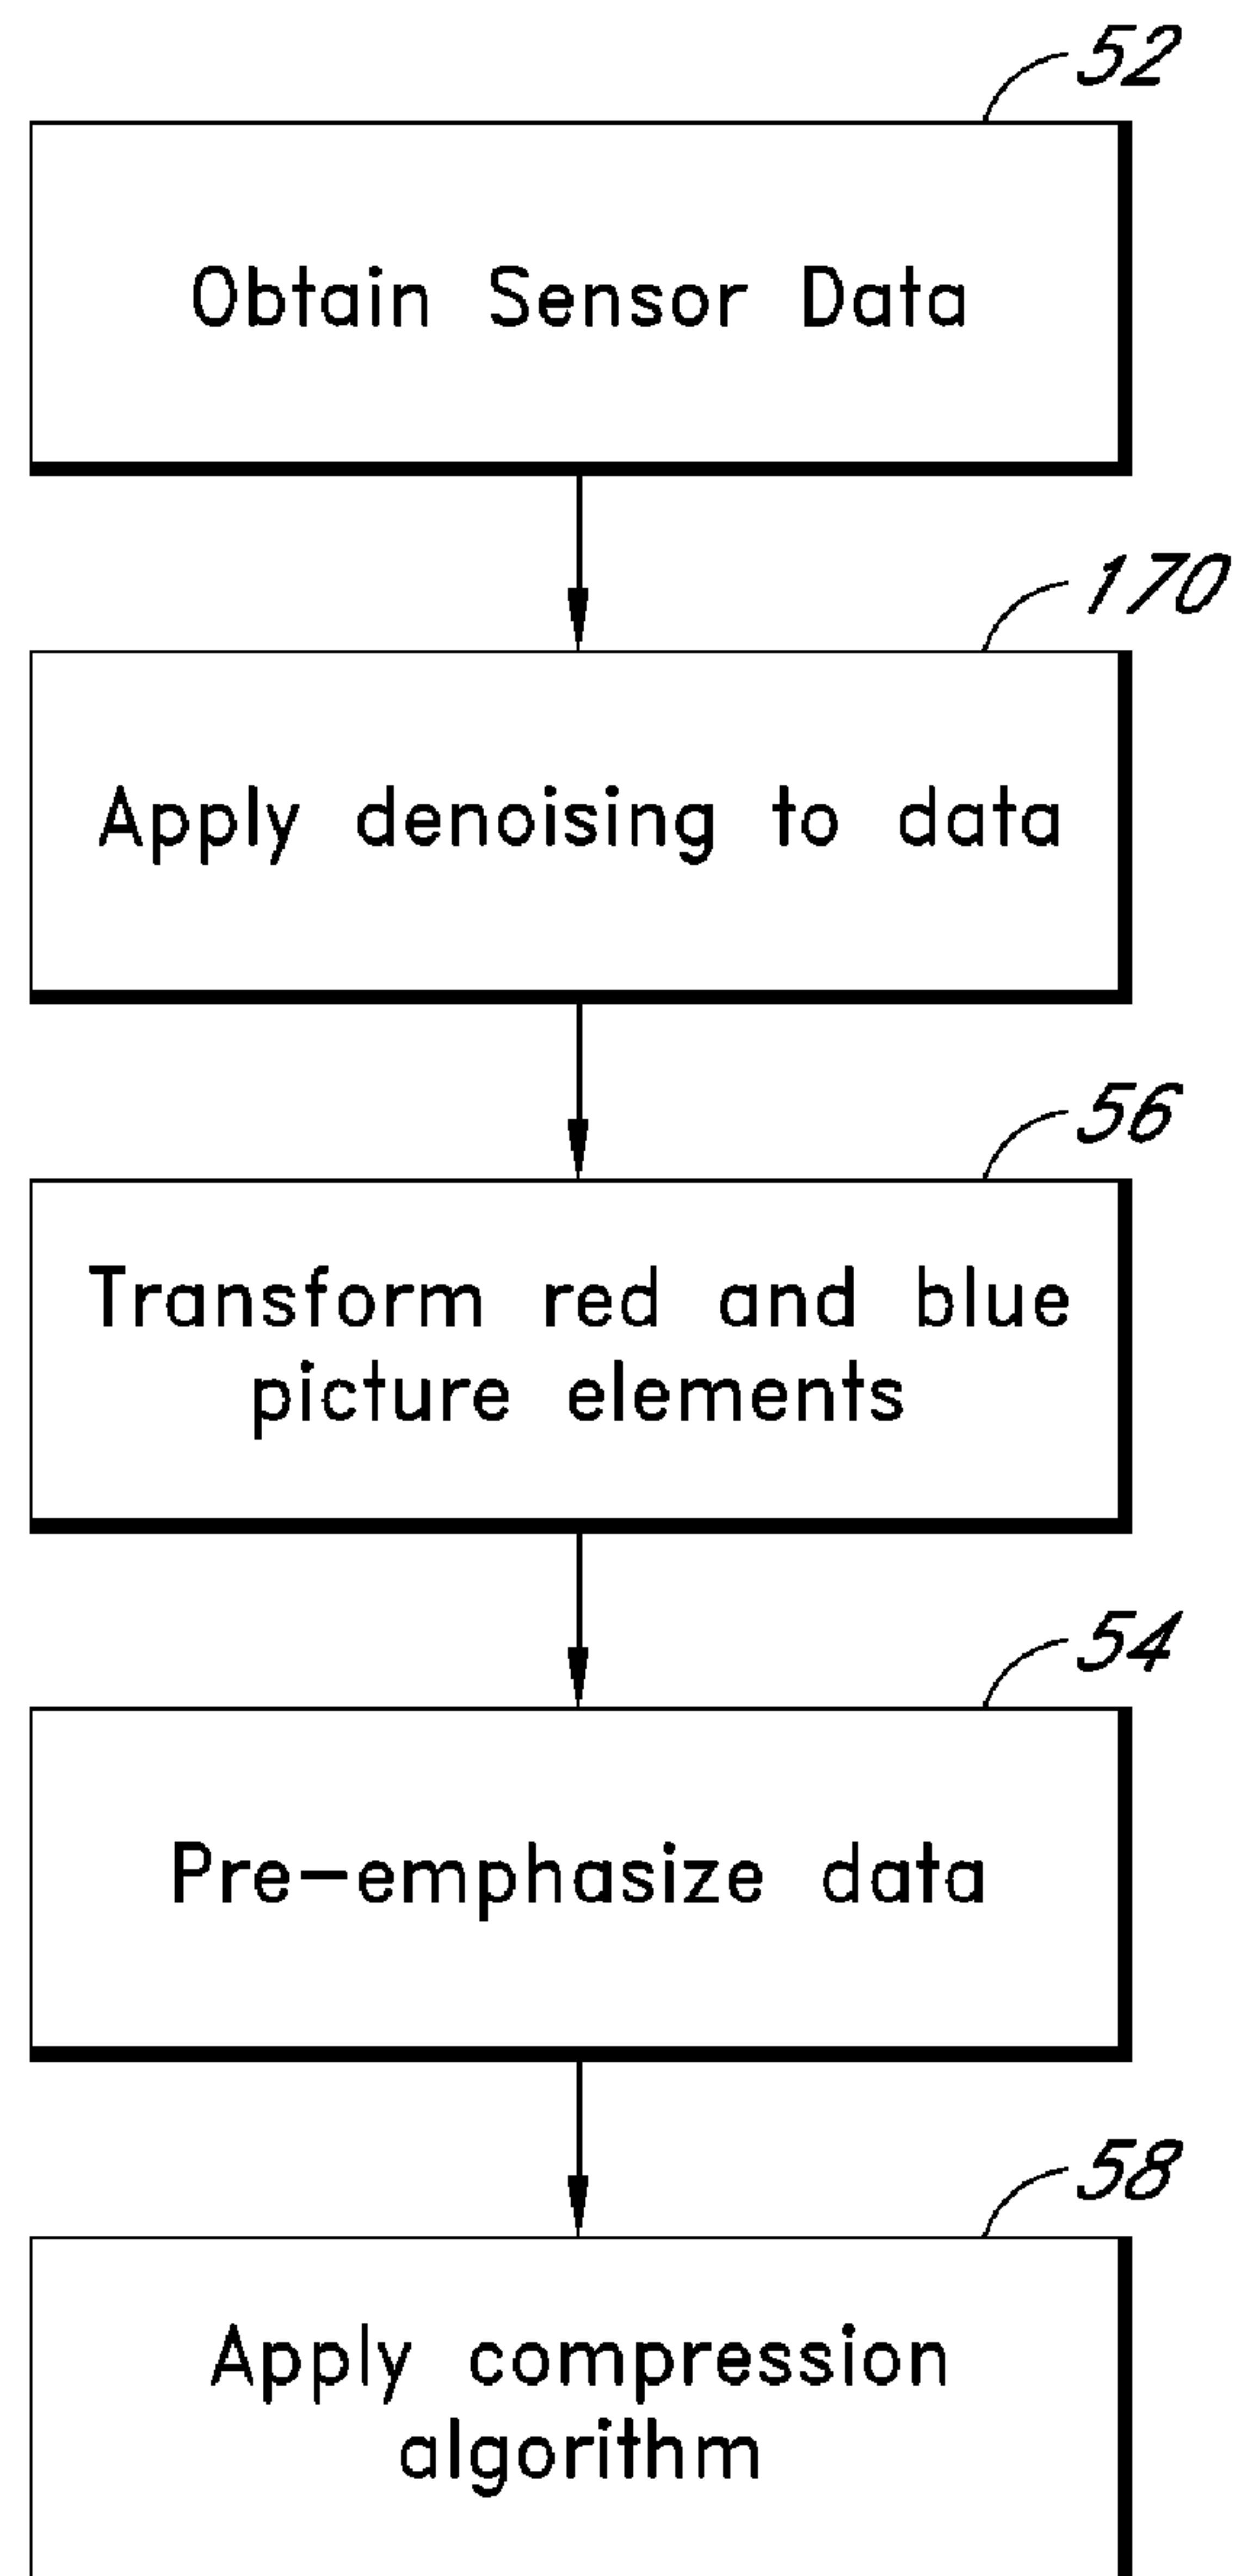 52
Obtain Sensor Data
170
Apply denoising to data
56
Transform red and blue
picture elements
54
Pre-emphasize data
58
Apply compression
algorithm